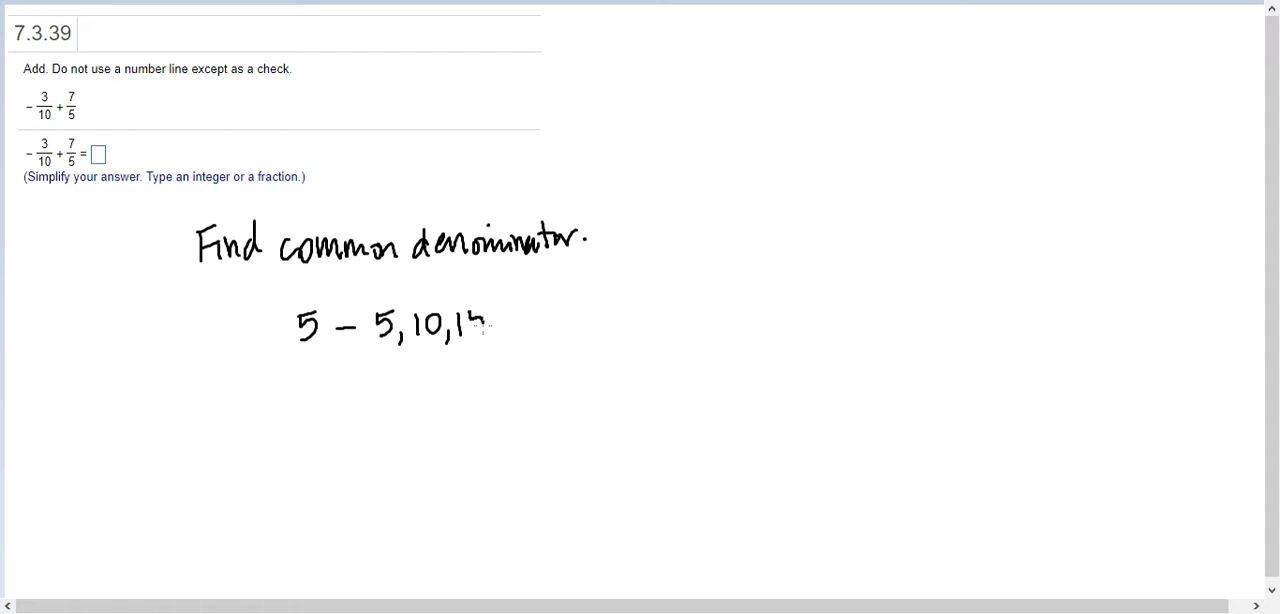 7.3.39
Add. Do not use a number line except as a check.
- 3/10 + 7/5
- 3/10 + 7/5 =
(Simplify your answer. Type an integer or a fraction.)
Find common denominator.
5 – 5, 10, 15